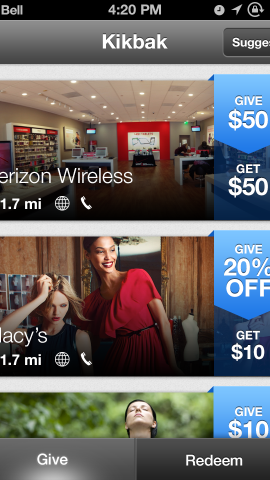 Bell 4:20 PM
Kikbak
Sugges
GIVE
$50
GET
$50
erizon Wireless
1.7 mi
GIVE
20%
OFF
GET
$10
lacy's
1.7 mi
GIVE
$10
Give
Redeem